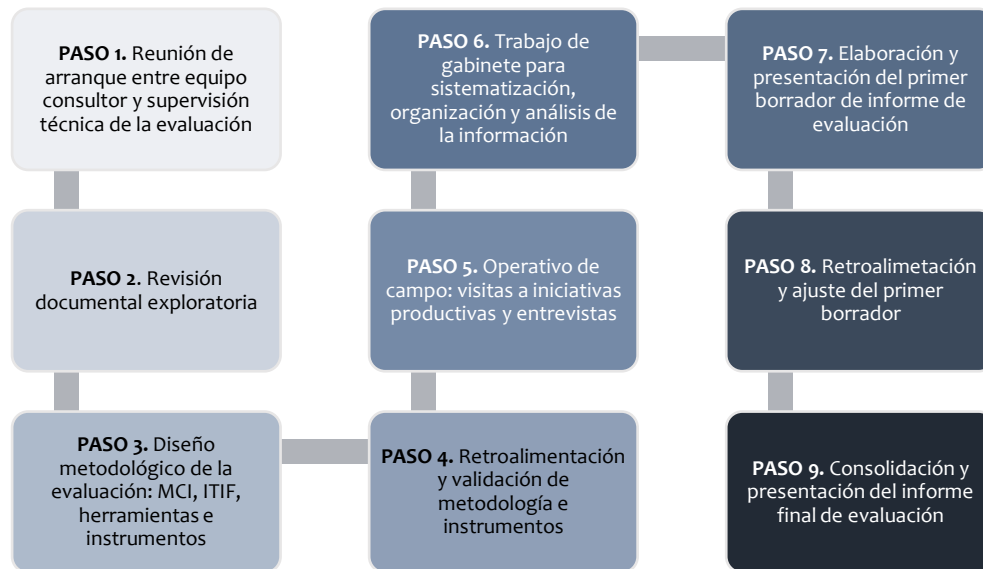 PASO 1. Reunión de
arranque entre equipo
consultor y supervisión
técnica de la evaluación
PASO 2. Revisión
documental exploratoria
PASO 3. Diseño
metodológico de la
evaluación: MCI, ITIF,
herramientas e
instrumentos
PASO 4. Retroalimentación
y validación de
metodología e
instrumentos
PASO 5. Operativo de
campo: visitas a iniciativas
productivas y entrevistas
PASO 6. Trabajo de
gabinete para
sistematización,
organización y análisis de
la información
PASO 7. Elaboración y
presentación del primer
borrador de informe de
evaluación
PASO 8. Retroalimetación
y ajuste del primer
borrador
PASO 9. Consolidación y
presentación del informe
final de evaluación